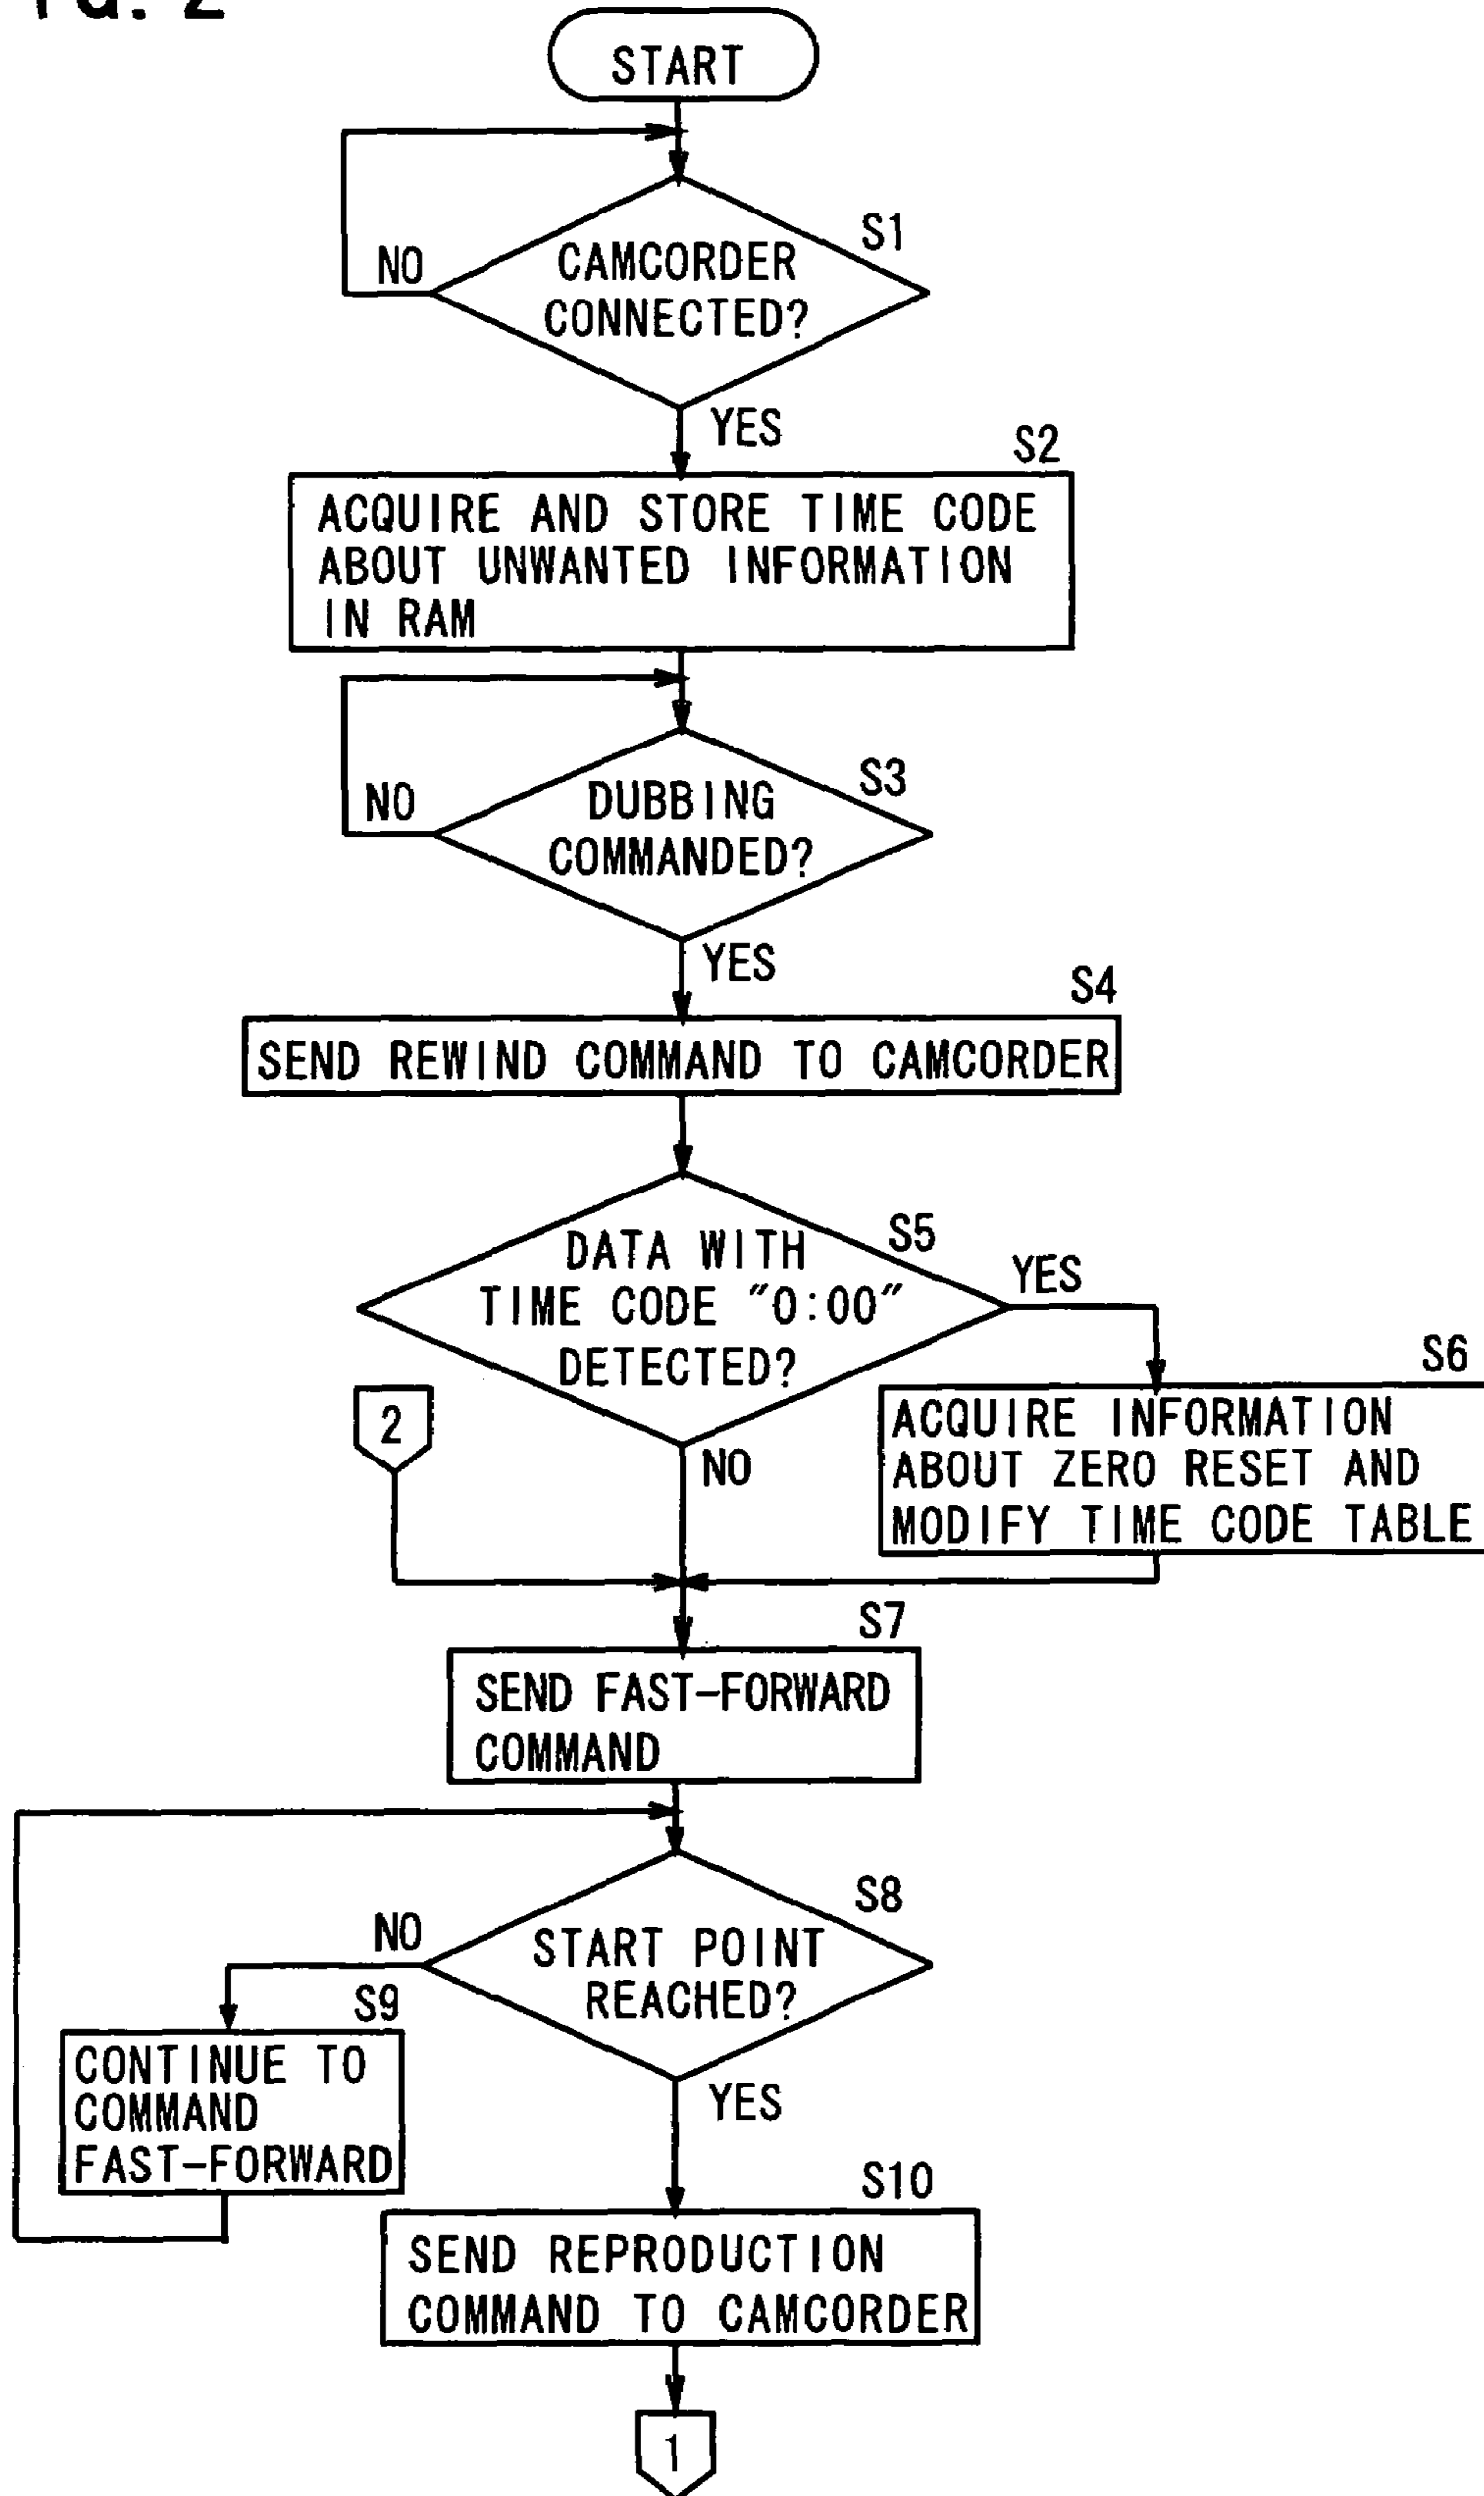 START
S1
NO
CAMCORDER
CONNECTED?
YES
S2
ACQUIRE AND STORE TIME CODE
ABOUT UNWANTED INFORMATION
IN RAM
S3
NO
DUBBING
COMMANDED?
YES
S4
SEND REWIND COMMAND TO CAMCORDER
S5
DATA WITH
TIME CODE "0:00"
DETECTED?
YES
S6
2
NO
ACQUIRE INFORMATION
ABOUT ZERO RESET AND
MODIFY TIME CODE TABLE
S7
SEND FAST-FORWARD
COMMAND
S8
NO
START POINT
REACHED?
S9
CONTINUE TO
COMMAND
FAST-FORWARD
YES
S10
SEND REPRODUCTION
COMMAND TO CAMCORDER
1